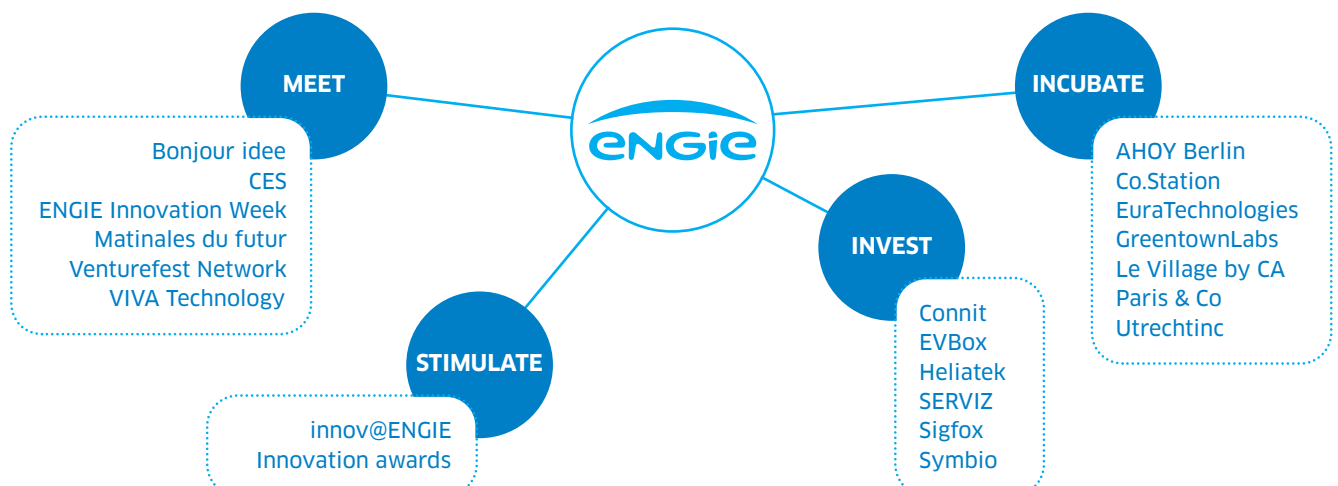 MEET
Bonjour idee
CES
ENGIE Innovation Week
Matinales du futur
Venturefest Network
VIVA Technology
STIMULATE
innov@ENGIE
Innovation awards
ENGIE
INVEST
Connit
EVBox
Heliatek
SERVIZ
Sigfox
Symbio
INCUBATE
AHOY Berlin
Co.Station
EuraTechnologies
GreentownLabs
Le Village by CA
Paris & Co
Utrechtinc